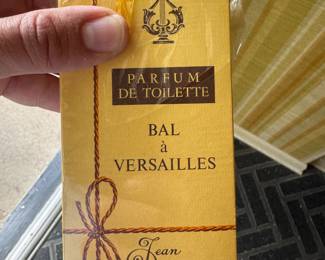 PARFUM
DE TOILETTE
BAL
à
VERSAILLES
Jean